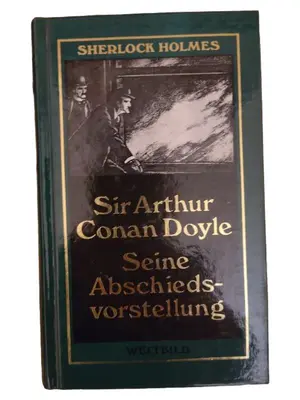 SHERLOCK HOLMES
Sir Arthur
Conan Doyle
Seine
Abschieds-
vorstellung
WELTBILD